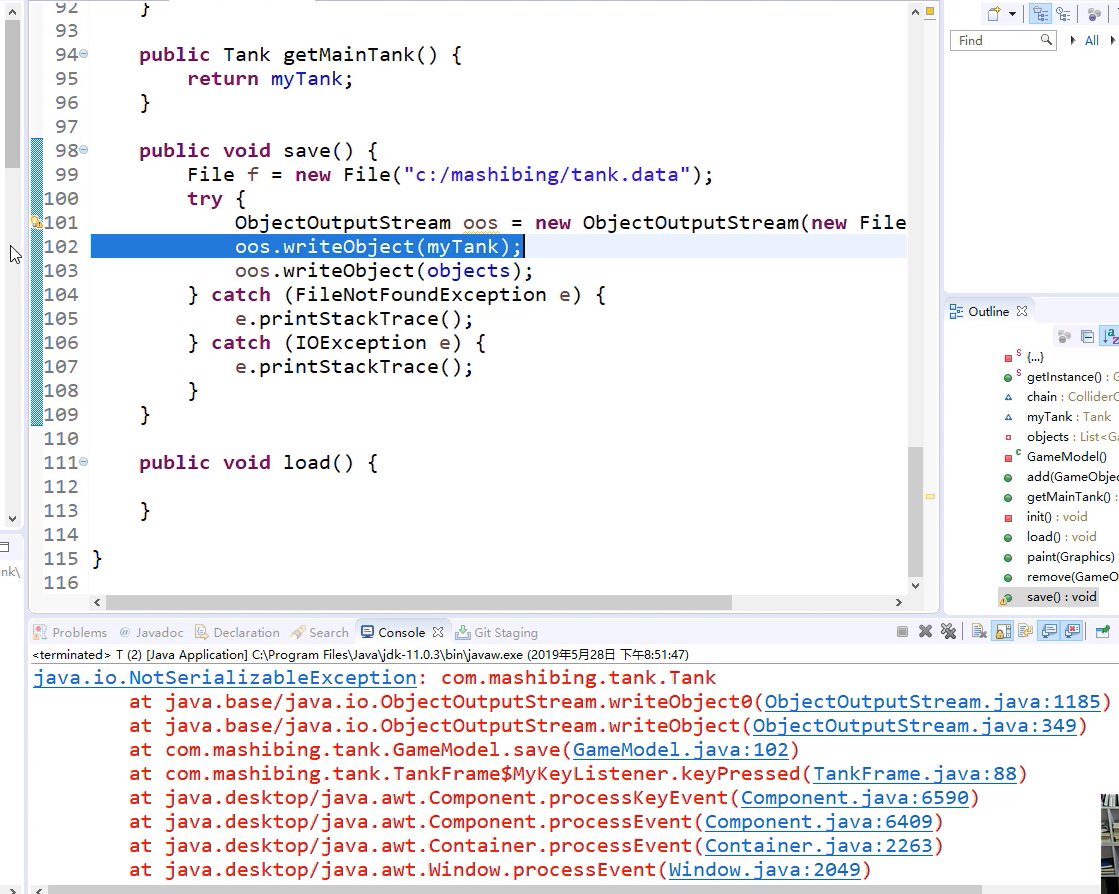 92 }
93
94 public Tank getMainTank() {
95 return myTank;
96 }
97
98 public void save() {
99 File f = new File("c:/mashibing/tank.data");
100 try {
101 ObjectOutputStream oos = new ObjectOutputStream(new File
102 oos.writeObject(myTank);
103 oos.writeObject(objects);
104 } catch (FileNotFoundException e) {
105 e.printStackTrace();
106 } catch (IOException e) {
107 e.printStackTrace();
108 }
109 }
110
111 public void load() {
112
113 }
114
115 }
116
nk\
Find
All
Outline
{...}
getInstance() : G
chain : ColliderC
myTank : Tank
objects : List<Ga
GameModel()
add(GameObjec
getMainTank() :
init() : void
load() : void
paint(Graphics)
remove(GameO
save() : void
Problems @ Javadoc Declaration Search Console Git Staging
<terminated> T (2) [Java Application] C:\Program Files\Java\jdk-11.0.3\bin\javaw.exe (2019年5月28日 下午8:51:47)
java.io.NotSerializableException: com.mashibing.tank.Tank
at java.base/java.io.ObjectOutputStream.writeObject0(ObjectOutputStream.java:1185)
at java.base/java.io.ObjectOutputStream.writeObject(ObjectOutputStream.java:349)
at com.mashibing.tank.GameModel.save(GameModel.java:102)
at com.mashibing.tank.TankFrame$MyKeyListener.keyPressed(TankFrame.java:88)
at java.desktop/java.awt.Component.processKeyEvent(Component.java:6590)
at java.desktop/java.awt.Component.processEvent(Component.java:6409)
at java.desktop/java.awt.Container.processEvent(Container.java:2263)
at java.desktop/java.awt.Window.processEvent(Window.java:2049)